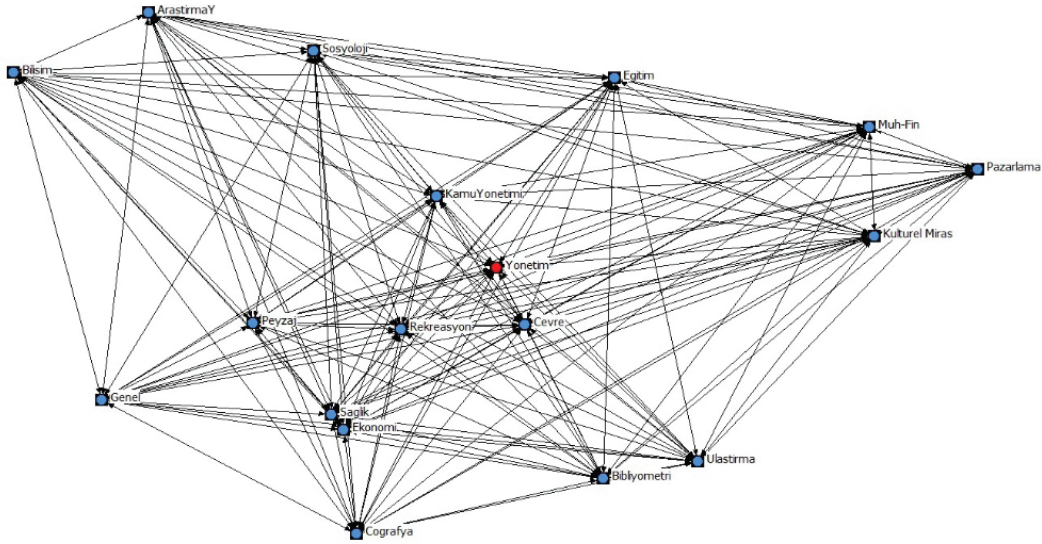 ArastirmaY
Sosyoloji
Bilisim
Egitim
Muh-Fin
Pazarlama
KamuYonetimi
Kulturel Miras
Yonetim
Peyzaj
Rekreasyon
Cevre
Genel
Saglik
Ekonomi
Ulastirma
Bibliyometri
Cografya